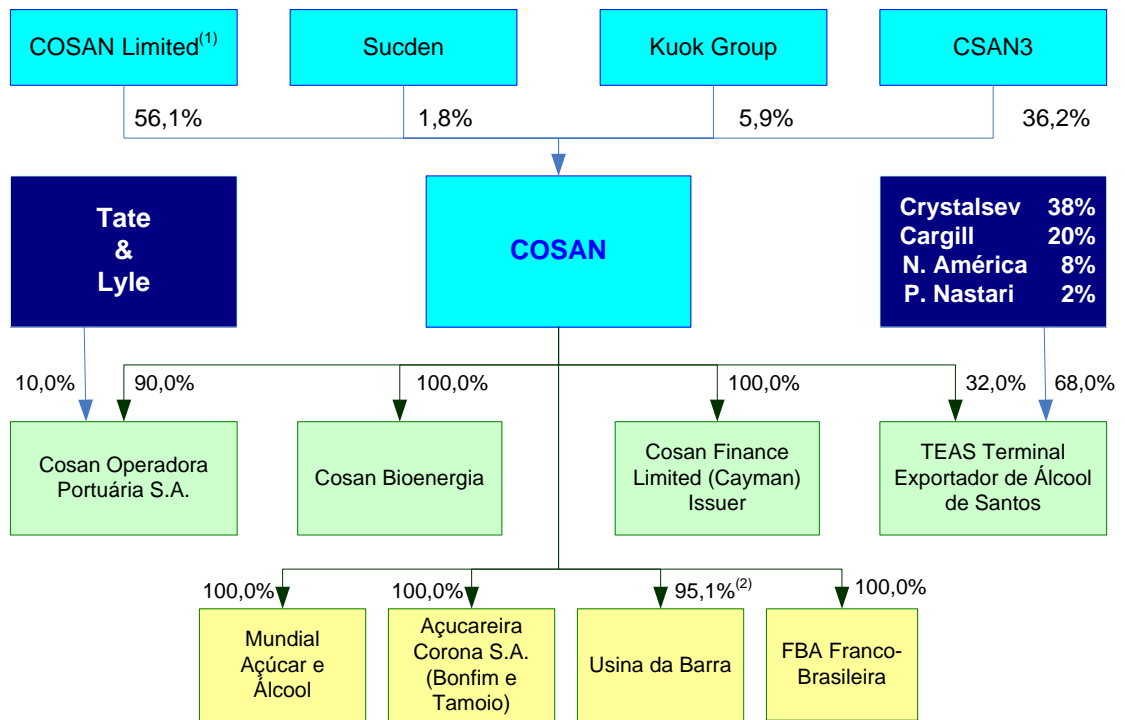 COSAN Limited(1)
Sucden
Kuok Group
CSAN3
56,1%
1,8%
5,9%
36,2%
Tate
&
Lyle
COSAN
Crystalsev 38%
Cargill 20%
N. América 8%
P. Nastari 2%
10,0%
90,0%
100,0%
100,0%
32,0%
68,0%
Cosan Operadora
Portuária S.A.
Cosan Bioenergia
Cosan Finance
Limited (Cayman)
Issuer
TEAS Terminal
Exportador de Álcool
de Santos
100,0%
100,0%
95,1%(2)
100,0%
Mundial
Açúcar e
Álcool
Açucareira
Corona S.A.
(Bonfim e
Tamoio)
Usina da Barra
FBA Franco-
Brasileira